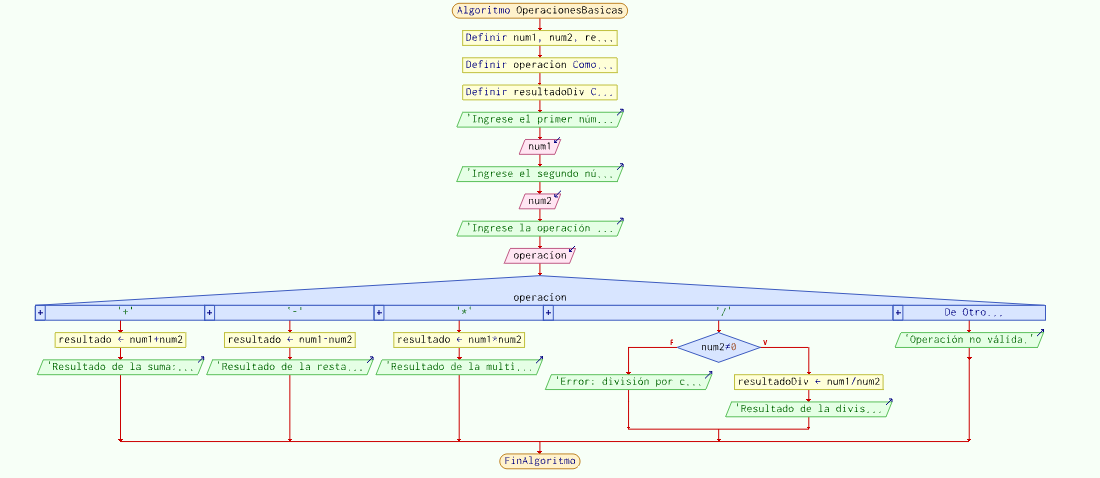 Algoritmo OperacionesBasicas
Definir num1, num2, re...
Definir operacion Como...
Definir resultadoDiv C...
'Ingrese el primer núm...
num1
'Ingrese el segundo nú...
num2
'Ingrese la operación ...
operacion
operacion
+ '+' + '-' + '*' + '/' + De Otro...
resultado ← num1+num2 resultado ← num1-num2 resultado ← num1*num2 F num2≠0 V 'Operación no válida.'
'Resultado de la suma:... 'Resultado de la resta... 'Resultado de la multi...
'Error: división por c... resultadoDiv ← num1/num2
'Resultado de la divis...
FinAlgoritmo